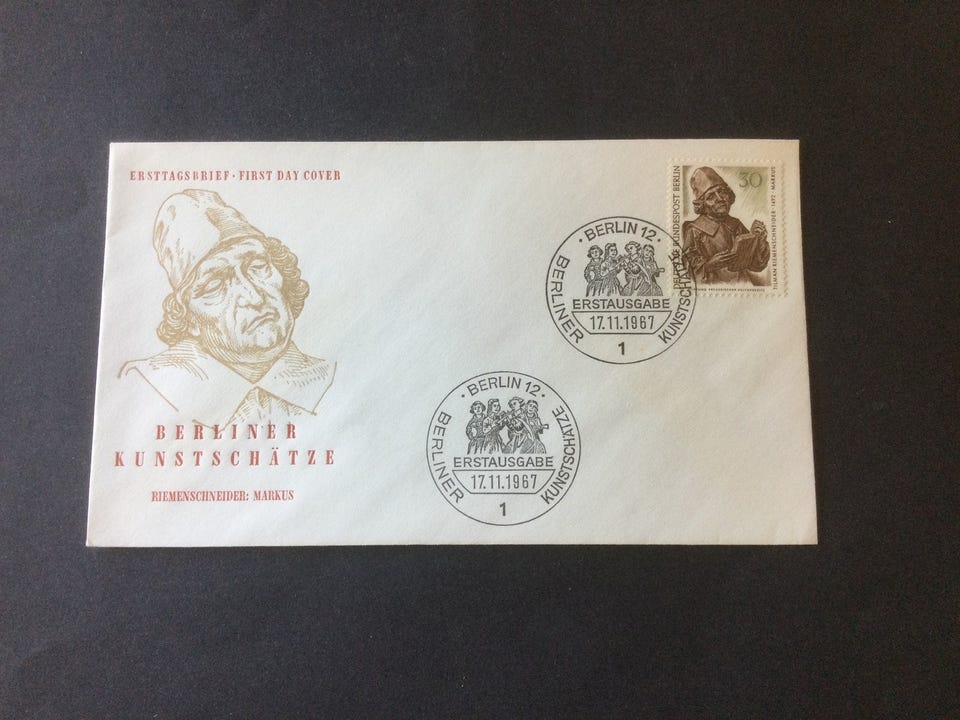 ERSTTAGSBRIEF · FIRST DAY COVER
BERLINER
KUNSTSCHÄTZE
RIEMENSCHNEIDER: MARKUS
30
DEUTSCHE BUNDESPOST BERLIN
TILMAN RIEMENSCHNEIDER · 1492 · MARKUS
· BERLIN 12 ·
BERLINER KUNSTSCHÄTZE
ERSTAUSGABE
17.11.1967
1
· BERLIN 12 ·
BERLINER KUNSTSCHÄTZE
ERSTAUSGABE
17.11.1967
1